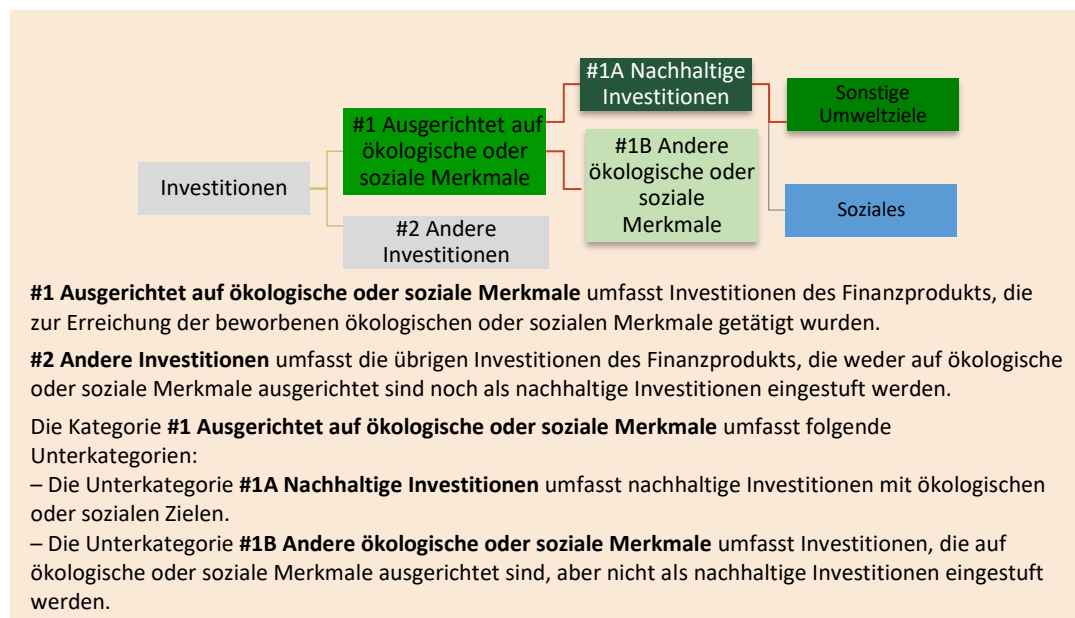 #1A Nachhaltige
Investitionen
Sonstige
Umweltziele
#1 Ausgerichtet auf
ökologische oder
soziale Merkmale
#1B Andere
ökologische oder
soziale
Merkmale
Investitionen
Soziales
#2 Andere
Investitionen
#1 Ausgerichtet auf ökologische oder soziale Merkmale umfasst Investitionen des Finanzprodukts, die
zur Erreichung der beworbenen ökologischen oder sozialen Merkmale getätigt wurden.
#2 Andere Investitionen umfasst die übrigen Investitionen des Finanzprodukts, die weder auf ökologische
oder soziale Merkmale ausgerichtet sind noch als nachhaltige Investitionen eingestuft werden.
Die Kategorie #1 Ausgerichtet auf ökologische oder soziale Merkmale umfasst folgende
Unterkategorien:
– Die Unterkategorie #1A Nachhaltige Investitionen umfasst nachhaltige Investitionen mit ökologischen
oder sozialen Zielen.
– Die Unterkategorie #1B Andere ökologische oder soziale Merkmale umfasst Investitionen, die auf
ökologische oder soziale Merkmale ausgerichtet sind, aber nicht als nachhaltige Investitionen eingestuft
werden.